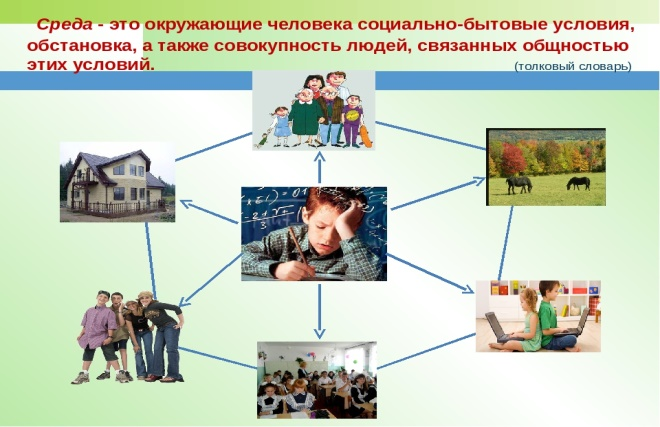 Среда - это окружающие человека социально-бытовые условия,
обстановка, а также совокупность людей, связанных общностью
этих условий.
(толковый словарь)